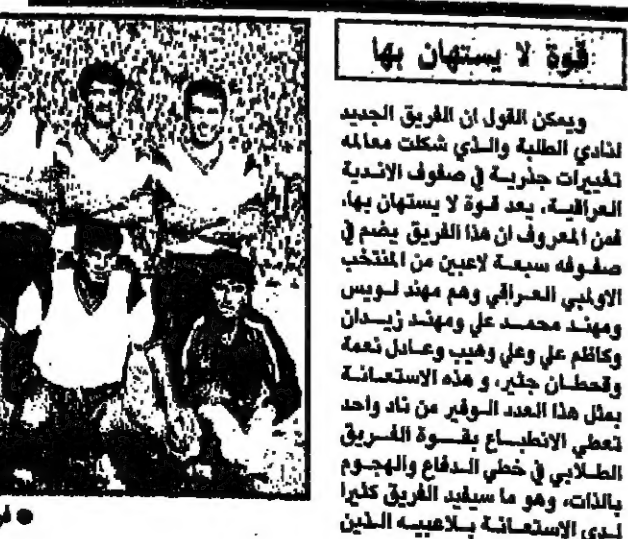 قوة لا يستهان بها
ويمكن القول ان الفريق الجديد
لنادي الطلبة والـذي شكلت معالمه
تغييرات جذرية في صفوف الاندية
العراقية، يعد قوة لا يستهان بها،
فمن المعروف ان هذا الفريق يضم في
صفوفه سبعة لاعبين من المنتخب
الاولمبي العراقي وهم مهند لويس
ومهند محمد علي ومهند زيدان
وكاظم علي وعلي وهيب وعادل نعمة
وقحطان جثير، و هذه الاستعانة
بمثل هذا العدد الوفير من ناد واحد
تعطي الانطباع بقوة الفريق
الطلابي في خطي الدفاع والهجوم
بالذات، وهو ما سيفيد الفريق كثيرا
لدى الإستعانة بلاعبيه الذين